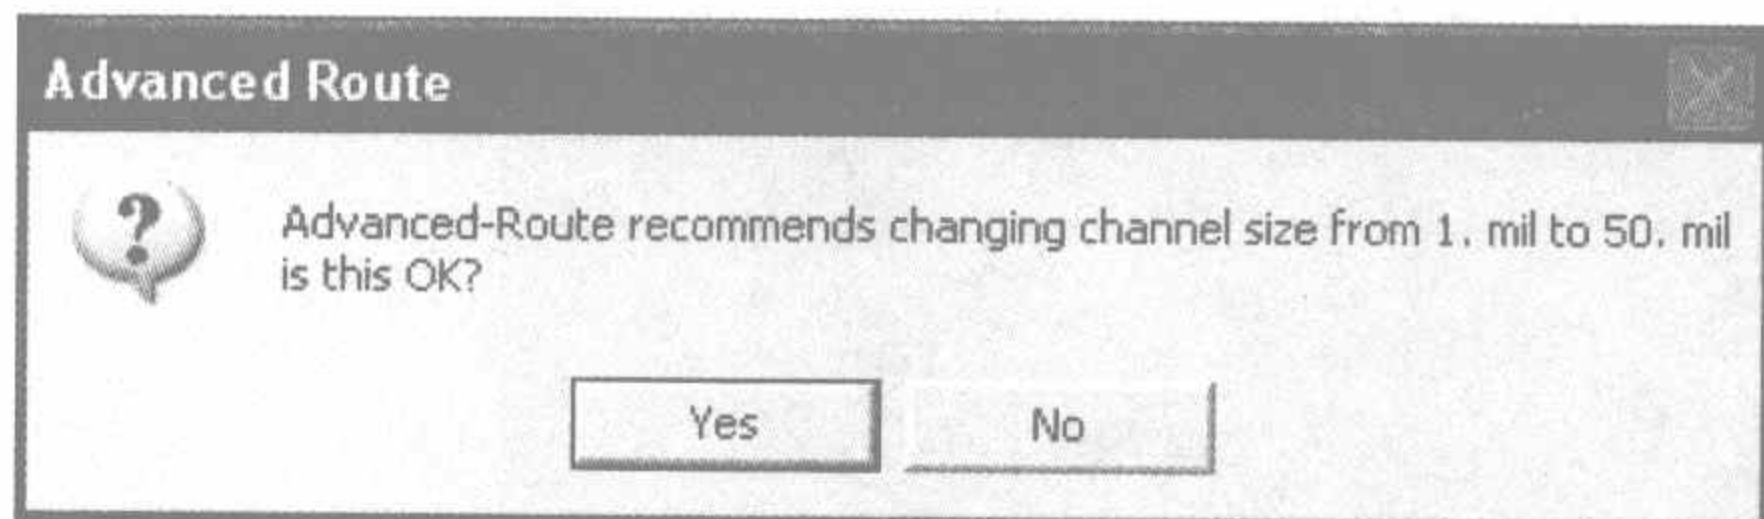 Advanced Route
Advanced-Route recommends changing channel size from 1. mil to 50. mil
is this OK?
Yes
No